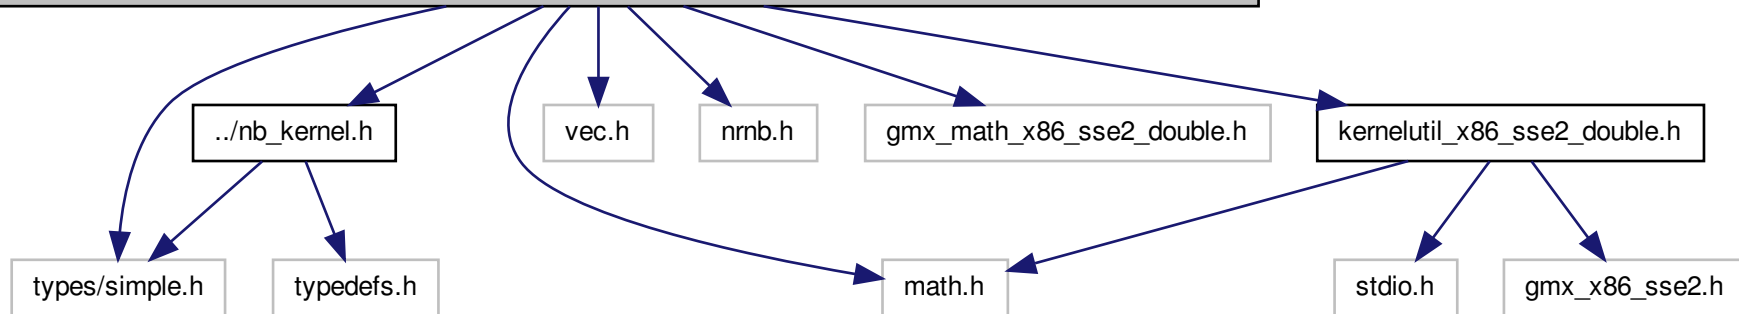 ../nb_kernel.h
vec.h
nrnb.h
gmx_math_x86_sse2_double.h
kernelutil_x86_sse2_double.h
types/simple.h
typedefs.h
math.h
stdio.h
gmx_x86_sse2.h